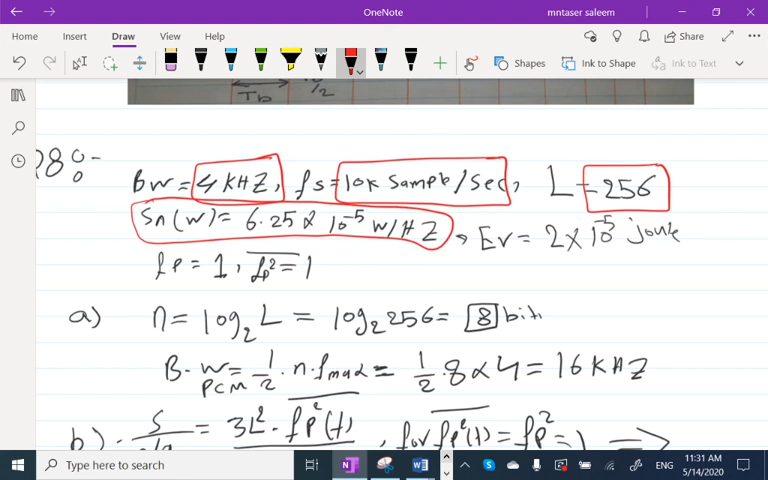 OneNote
mntaser saleem
Home Insert Draw View Help
Share
Shapes Ink to Shape Ink to Text
Tb /2
28:-
BW = 4 KHZ, fs = 10K Sample/Sec, L = 256
Sn(w) = 6.25 x 10^-5 W/HZ → Ev = 2 x 10^-5 joule
fp = 1, fp^2 = 1
a) n = log2 L = log2 256 = 8 bit
B.W PCM = 1/2 . n . fmax = 1/2 . 8 x 4 = 16 KHZ
b). S = 3L^2 . fp^2(t) , for fp^2(t) = fp^2 = 1 ⇒
Type here to search
ENG
11:31 AM
5/14/2020